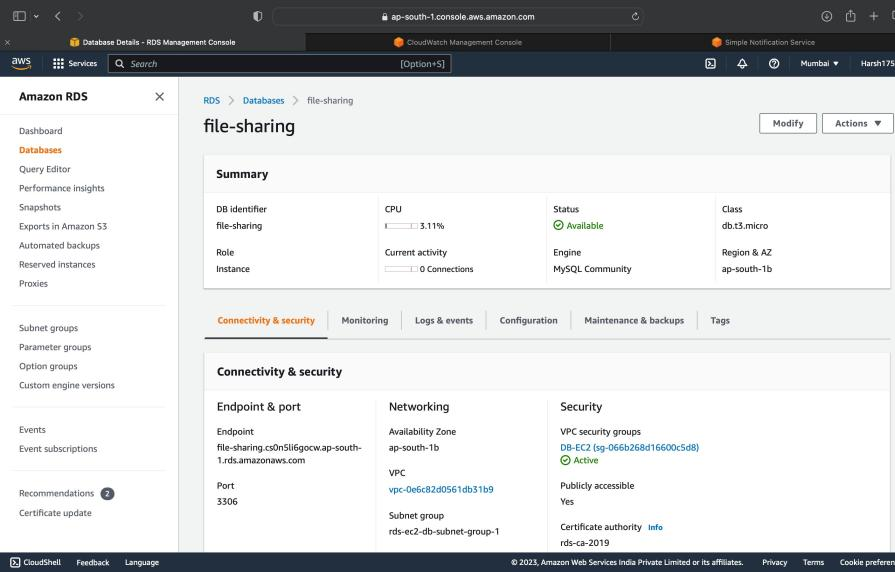 ap-south-1.console.aws.amazon.com
Database Details - RDS Management Console
CloudWatch Management Console
Simple Notification Service
aws
Services
Search
[Option+S]
Mumbai
Harsh175
Amazon RDS
Dashboard
Databases
Query Editor
Performance insights
Snapshots
Exports in Amazon S3
Automated backups
Reserved instances
Proxies
Subnet groups
Parameter groups
Option groups
Custom engine versions
Events
Event subscriptions
Recommendations 2
Certificate update
RDS > Databases > file-sharing
file-sharing
Modify
Actions
Summary
DB identifier
file-sharing
CPU
3.11%
Status
Available
Class
db.t3.micro
Role
Instance
Current activity
0 Connections
Engine
MySQL Community
Region & AZ
ap-south-1b
Connectivity & security
Monitoring
Logs & events
Configuration
Maintenance & backups
Tags
Connectivity & security
Endpoint & port
Endpoint
file-sharing.cs0n5li6gocw.ap-south-
1.rds.amazonaws.com
Port
3306
Networking
Availability Zone
ap-south-1b
VPC
vpc-0e6c82d0561db31b9
Subnet group
rds-ec2-db-subnet-group-1
Security
VPC security groups
DB-EC2 (sg-066b268d16600c5d8)
Active
Publicly accessible
Yes
Certificate authority Info
rds-ca-2019
CloudShell
Feedback
Language
© 2023, Amazon Web Services India Private Limited or its affiliates.
Privacy
Terms
Cookie preferen